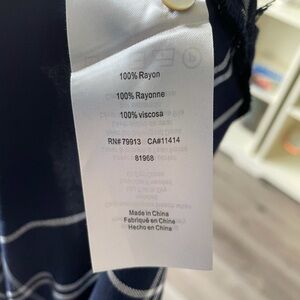 100% Rayon
100% Rayonne
100% viscosa
RN# 79913 CA#11414
81968
Made in China
Fabriqué en China
Hecho en China